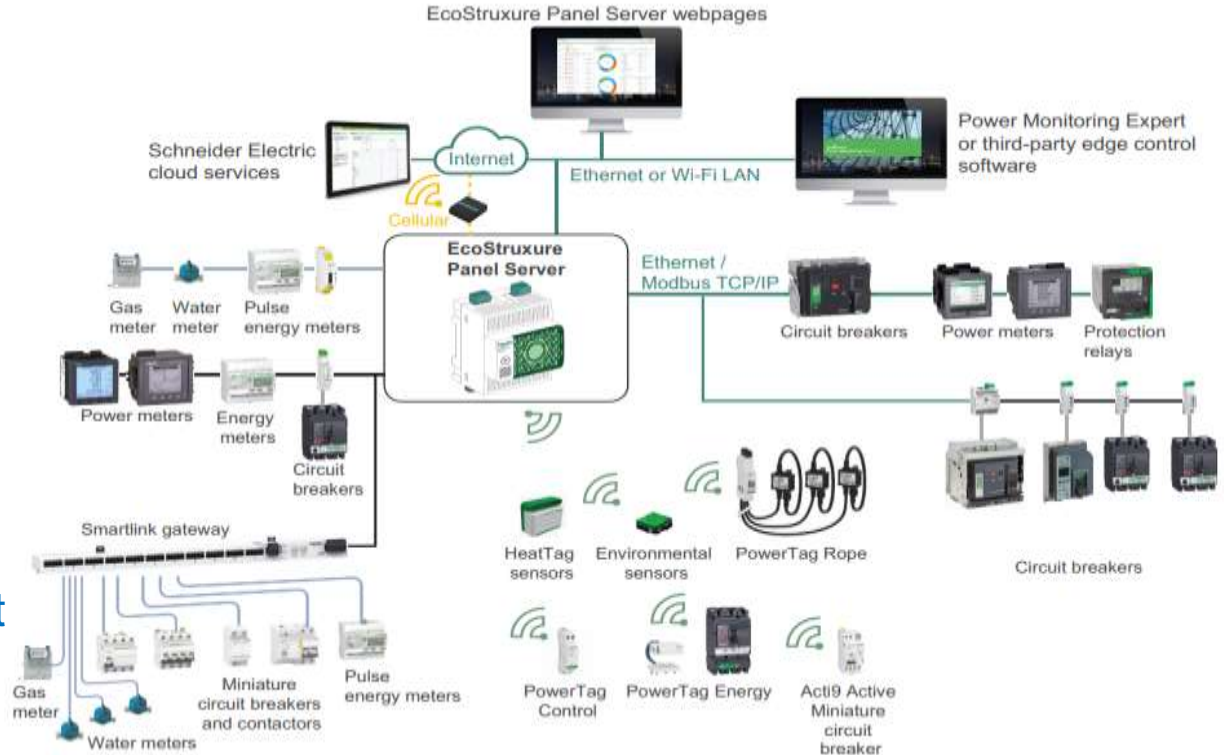 EcoStruxure Panel Server webpages
Schneider Electric
cloud services
Internet
Cellular
Ethernet or Wi-Fi LAN
Power Monitoring Expert
or third-party edge control
software
EcoStruxure
Panel Server
Ethernet /
Modbus TCP/IP
Gas
meter
Water
meter
Pulse
energy meters
Circuit breakers
Power meters
Protection
relays
Power meters
Energy
meters
Circuit
breakers
Smartlink gateway
HeatTag
sensors
Environmental
sensors
PowerTag Rope
Circuit breakers
t
Gas
meter
Water meters
Miniature
circuit breakers
and contactors
Pulse
energy meters
PowerTag
Control
PowerTag Energy
Acti9 Active
Miniature
circuit
breaker